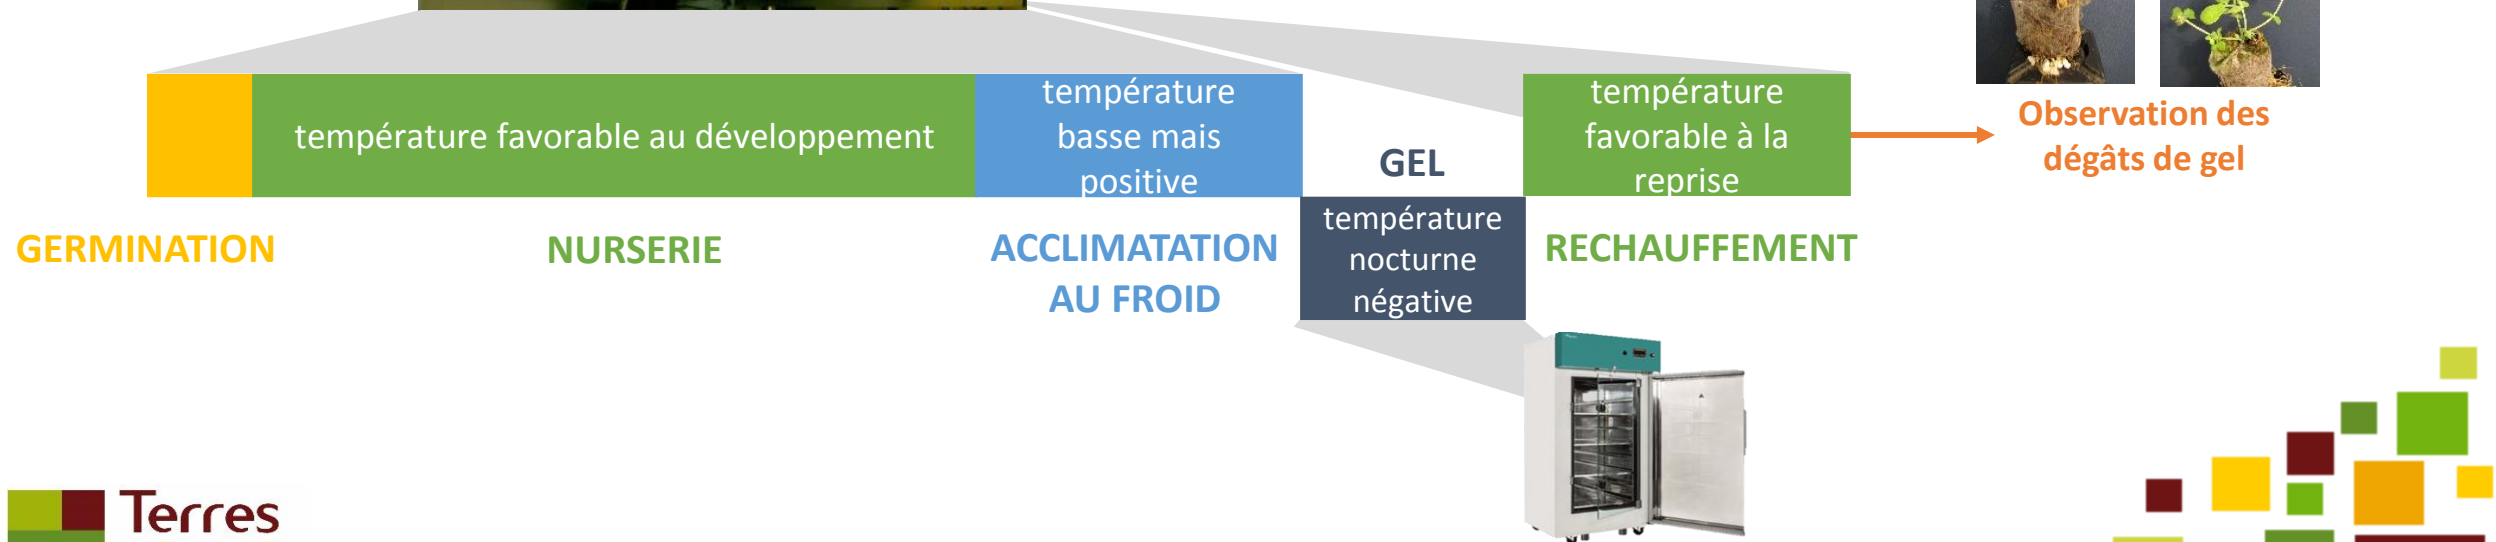 température favorable au développement
température
basse mais
positive
GEL
température
nocturne
négative
température
favorable à la
reprise
Observation des
dégâts de gel
GERMINATION
NURSERIE
ACCLIMATATION
AU FROID
RECHAUFFEMENT
Terres